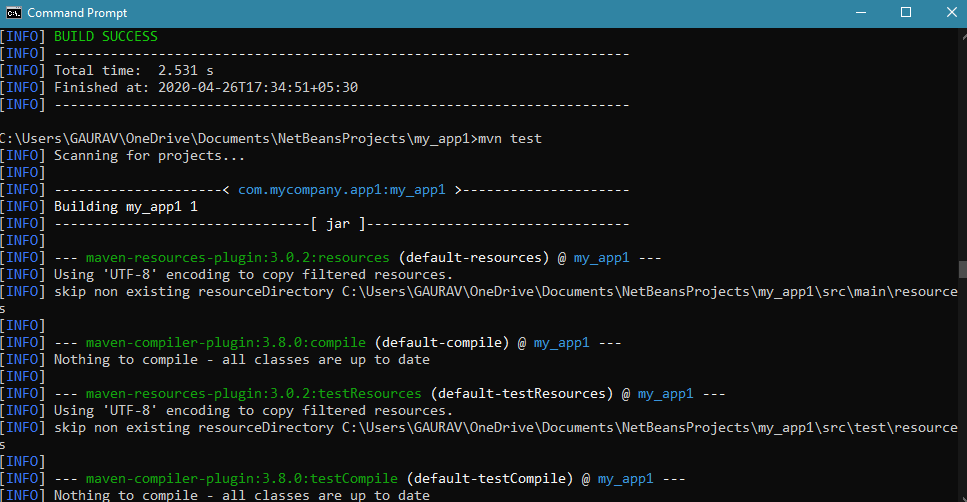 Command Prompt
[INFO] BUILD SUCCESS
[INFO] ------------------------------------------------------------------------
[INFO] Total time:  2.531 s
[INFO] Finished at: 2020-04-26T17:34:51+05:30
[INFO] ------------------------------------------------------------------------
C:\Users\GAURAV\OneDrive\Documents\NetBeansProjects\my_app1>mvn test
[INFO] Scanning for projects...
[INFO]
[INFO] ---------------------< com.mycompany.app1:my_app1 >---------------------
[INFO] Building my_app1 1
[INFO] --------------------------------[ jar ]---------------------------------
[INFO]
[INFO] --- maven-resources-plugin:3.0.2:resources (default-resources) @ my_app1 ---
[INFO] Using 'UTF-8' encoding to copy filtered resources.
[INFO] skip non existing resourceDirectory C:\Users\GAURAV\OneDrive\Documents\NetBeansProjects\my_app1\src\main\resource
s
[INFO]
[INFO] --- maven-compiler-plugin:3.8.0:compile (default-compile) @ my_app1 ---
[INFO] Nothing to compile - all classes are up to date
[INFO]
[INFO] --- maven-resources-plugin:3.0.2:testResources (default-testResources) @ my_app1 ---
[INFO] Using 'UTF-8' encoding to copy filtered resources.
[INFO] skip non existing resourceDirectory C:\Users\GAURAV\OneDrive\Documents\NetBeansProjects\my_app1\src\test\resource
s
[INFO]
[INFO] --- maven-compiler-plugin:3.8.0:testCompile (default-testCompile) @ my_app1 ---
[INFO] Nothing to compile - all classes are up to date